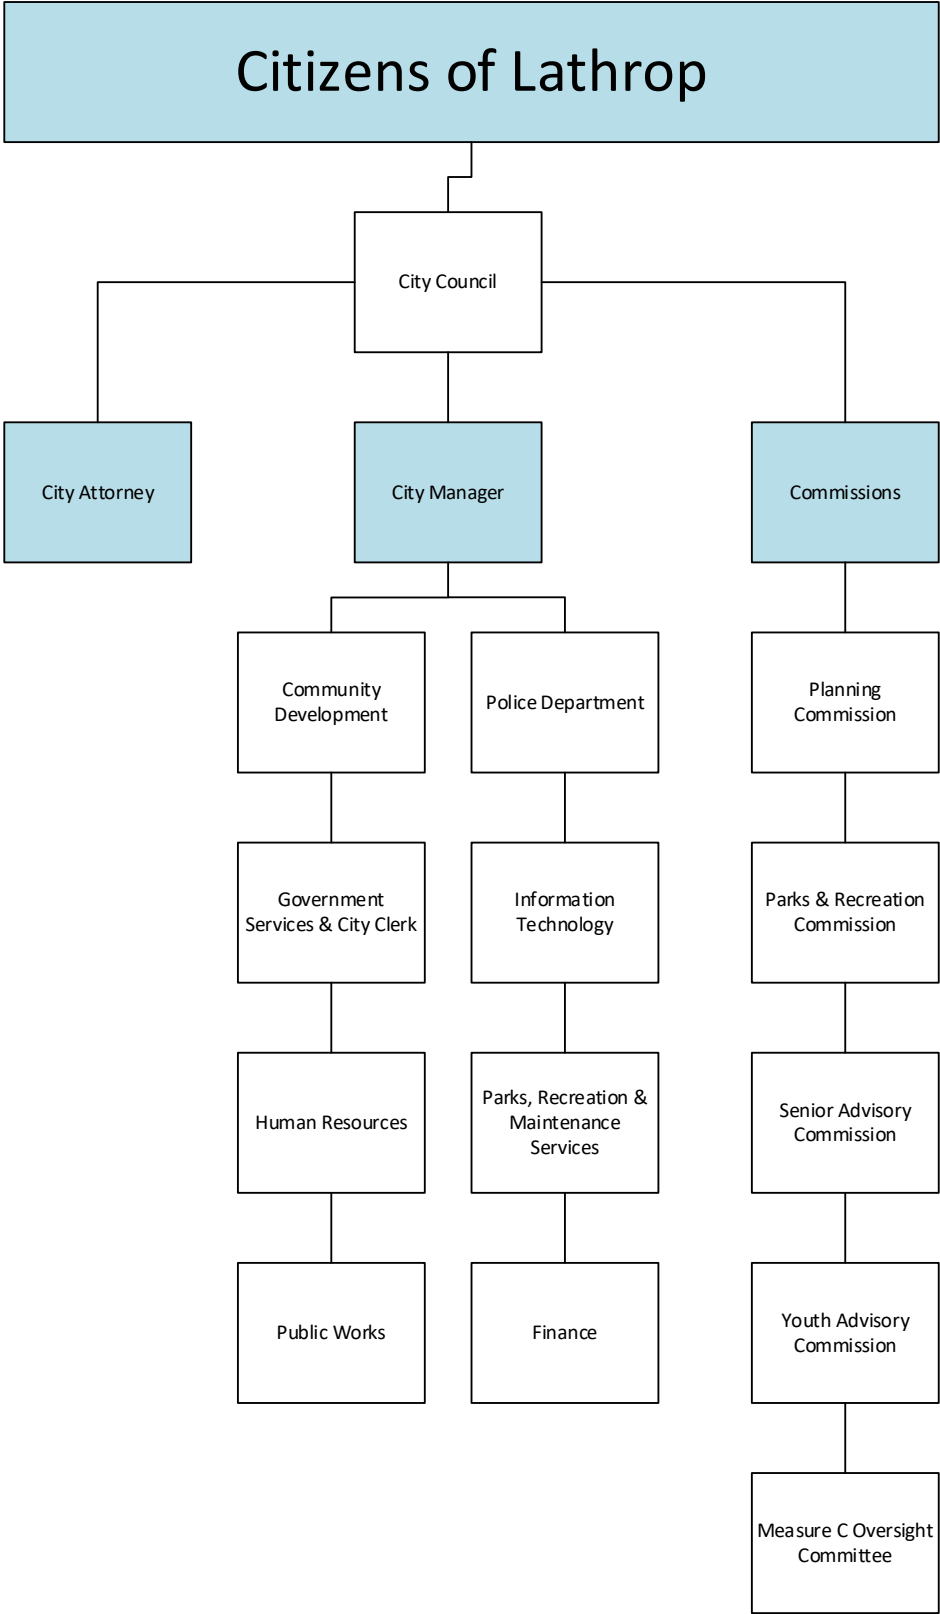 Citizens of Lathrop
City Council
City Attorney
City Manager
Commissions
Community
Development
Police Department
Planning
Commission
Government
Services & City Clerk
Information
Technology
Parks & Recreation
Commission
Human Resources
Parks, Recreation &
Maintenance
Services
Senior Advisory
Commission
Public Works
Finance
Youth Advisory
Commission
Measure C Oversight
Committee